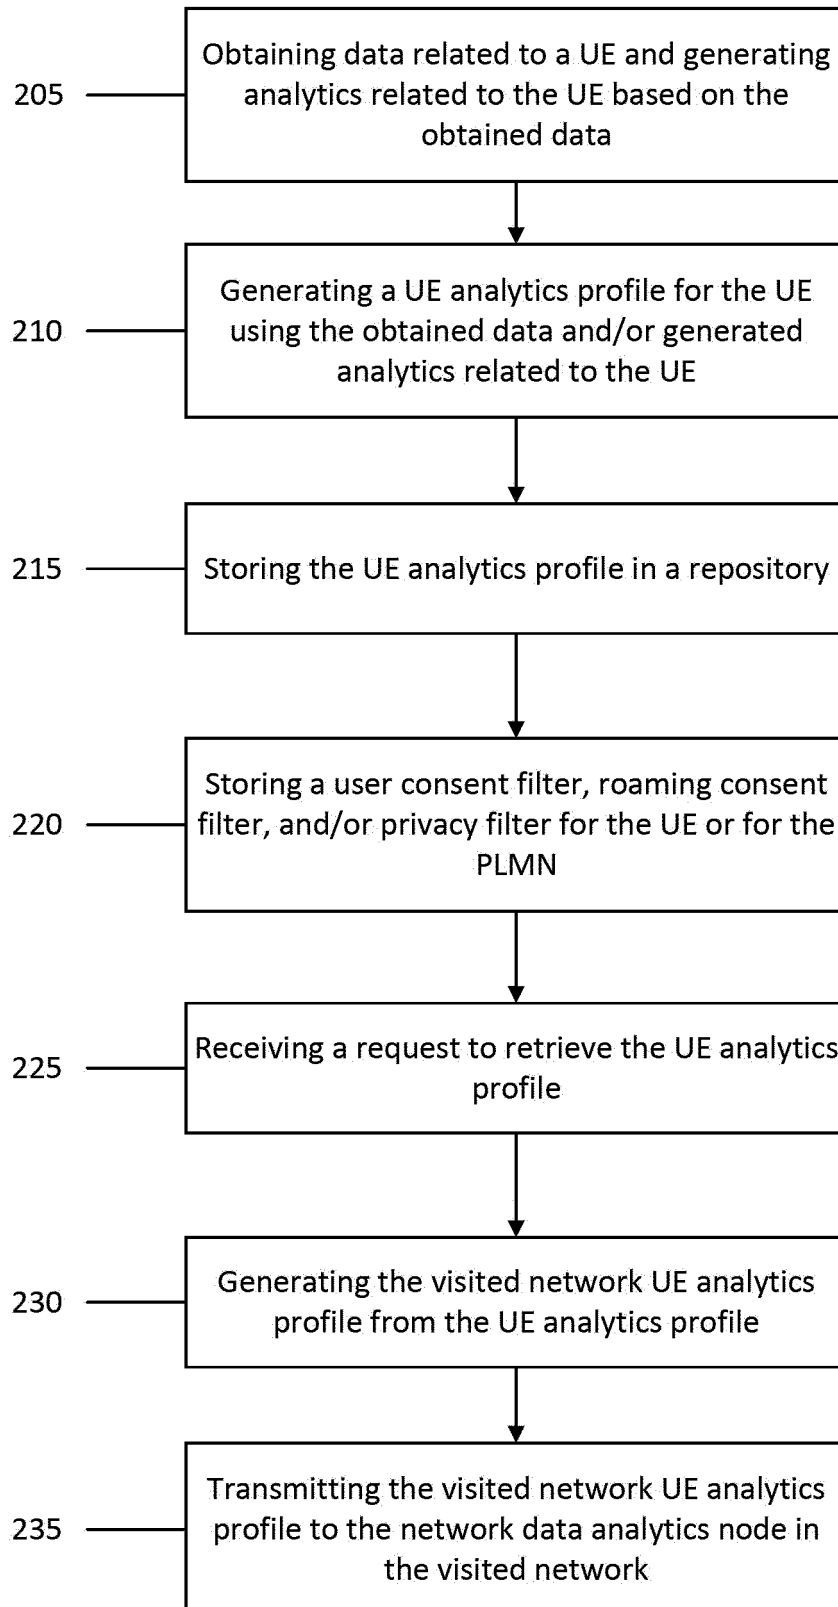 205
Obtaining data related to a UE and generating
analytics related to the UE based on the
obtained data
210
Generating a UE analytics profile for the UE
using the obtained data and/or generated
analytics related to the UE
215
Storing the UE analytics profile in a repository
220
Storing a user consent filter, roaming consent
filter, and/or privacy filter for the UE or for the
PLMN
225
Receiving a request to retrieve the UE analytics
profile
230
Generating the visited network UE analytics
profile from the UE analytics profile
235
Transmitting the visited network UE analytics
profile to the network data analytics node in
the visited network